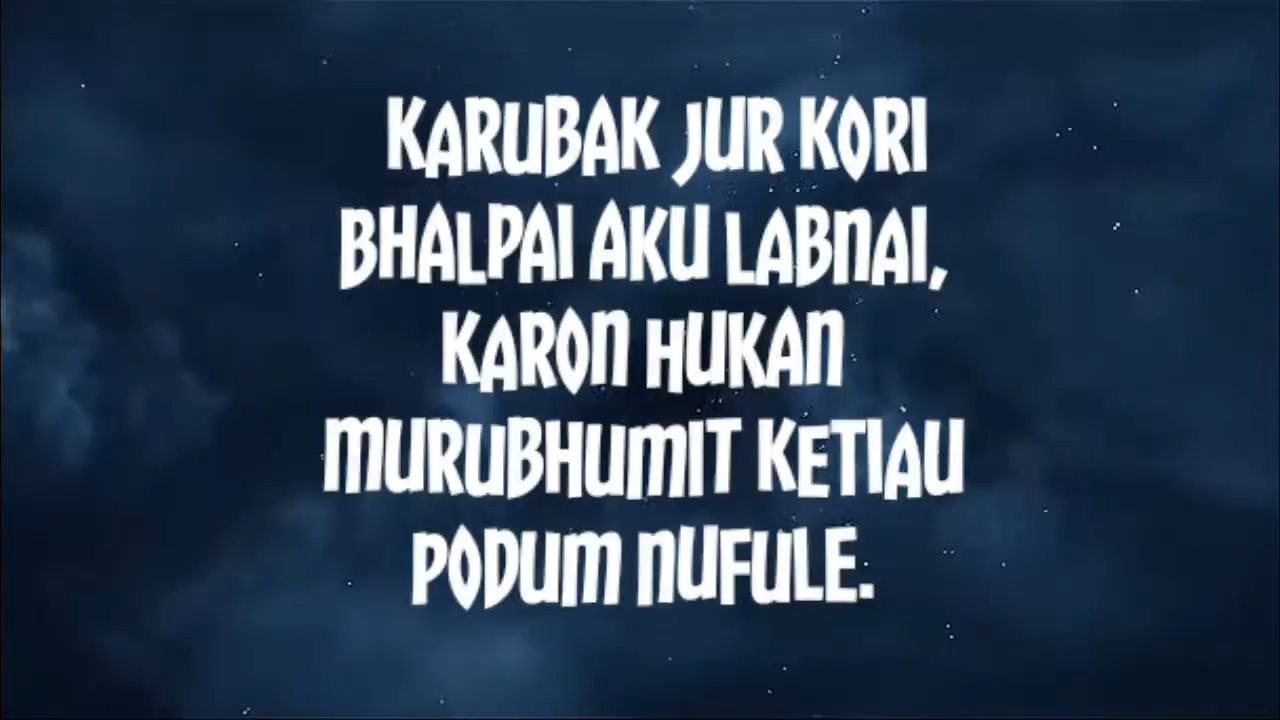 KARUBAK JUR KORI
BHALPAI AKU LABNAI,
KARON HUKAN
MURUBHUMIT KETIAU
PODUM NUFULE.